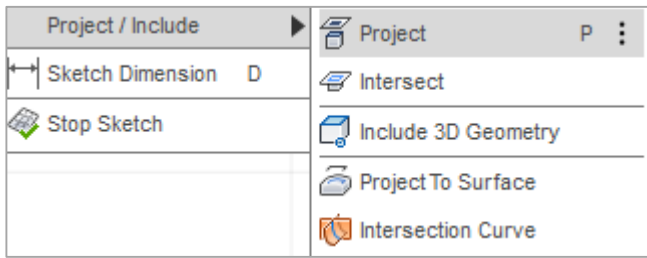 Project / Include
Sketch Dimension D
Stop Sketch
Project P
Intersect
Include 3D Geometry
Project To Surface
Intersection Curve